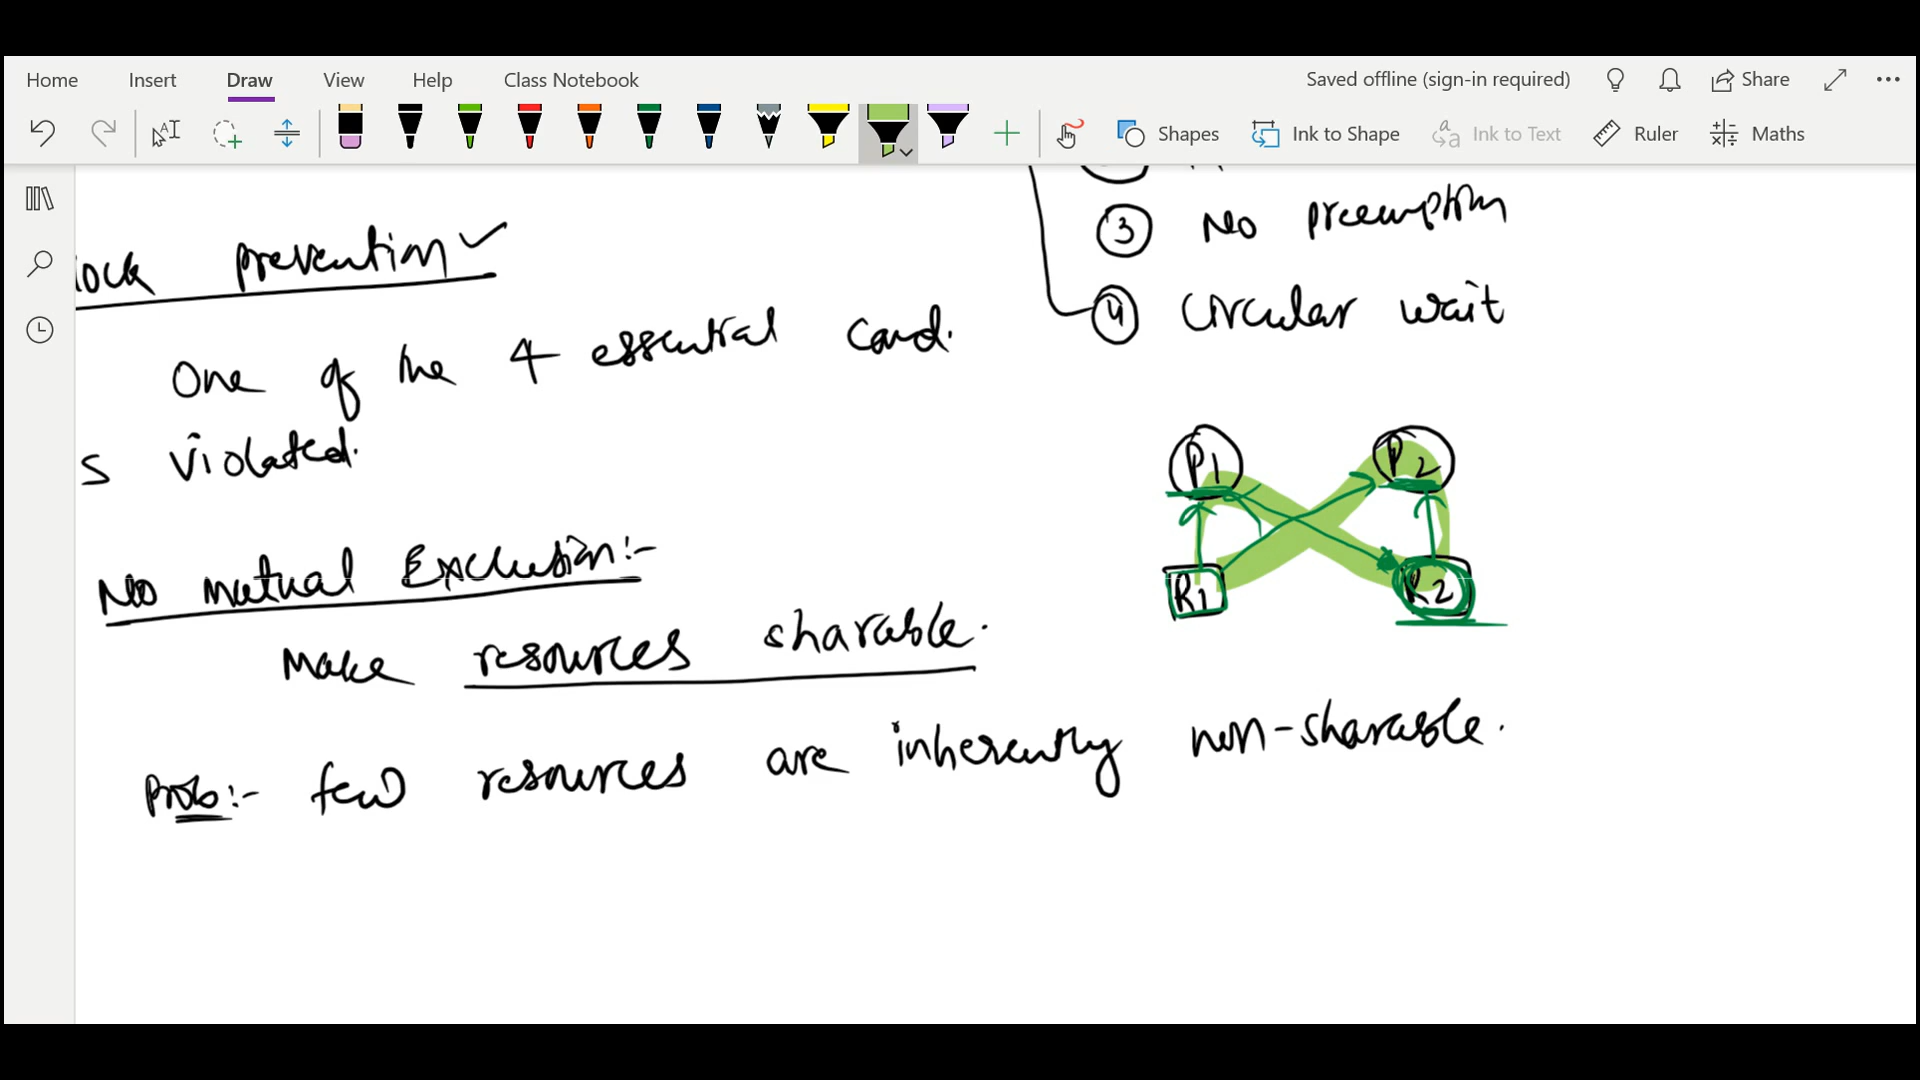 Home Insert Draw View Help Class Notebook Saved offline (sign-in required) Share
Shapes Ink to Shape Ink to Text Ruler Maths
3 No preemption
lock prevention
4 Circular wait
One of the 4 essential cond.
s violated.
P1 P2
No mutual Exclusion:-
R1 R2
Make resources sharable.
Prob:- few resources are inherently non-sharable.